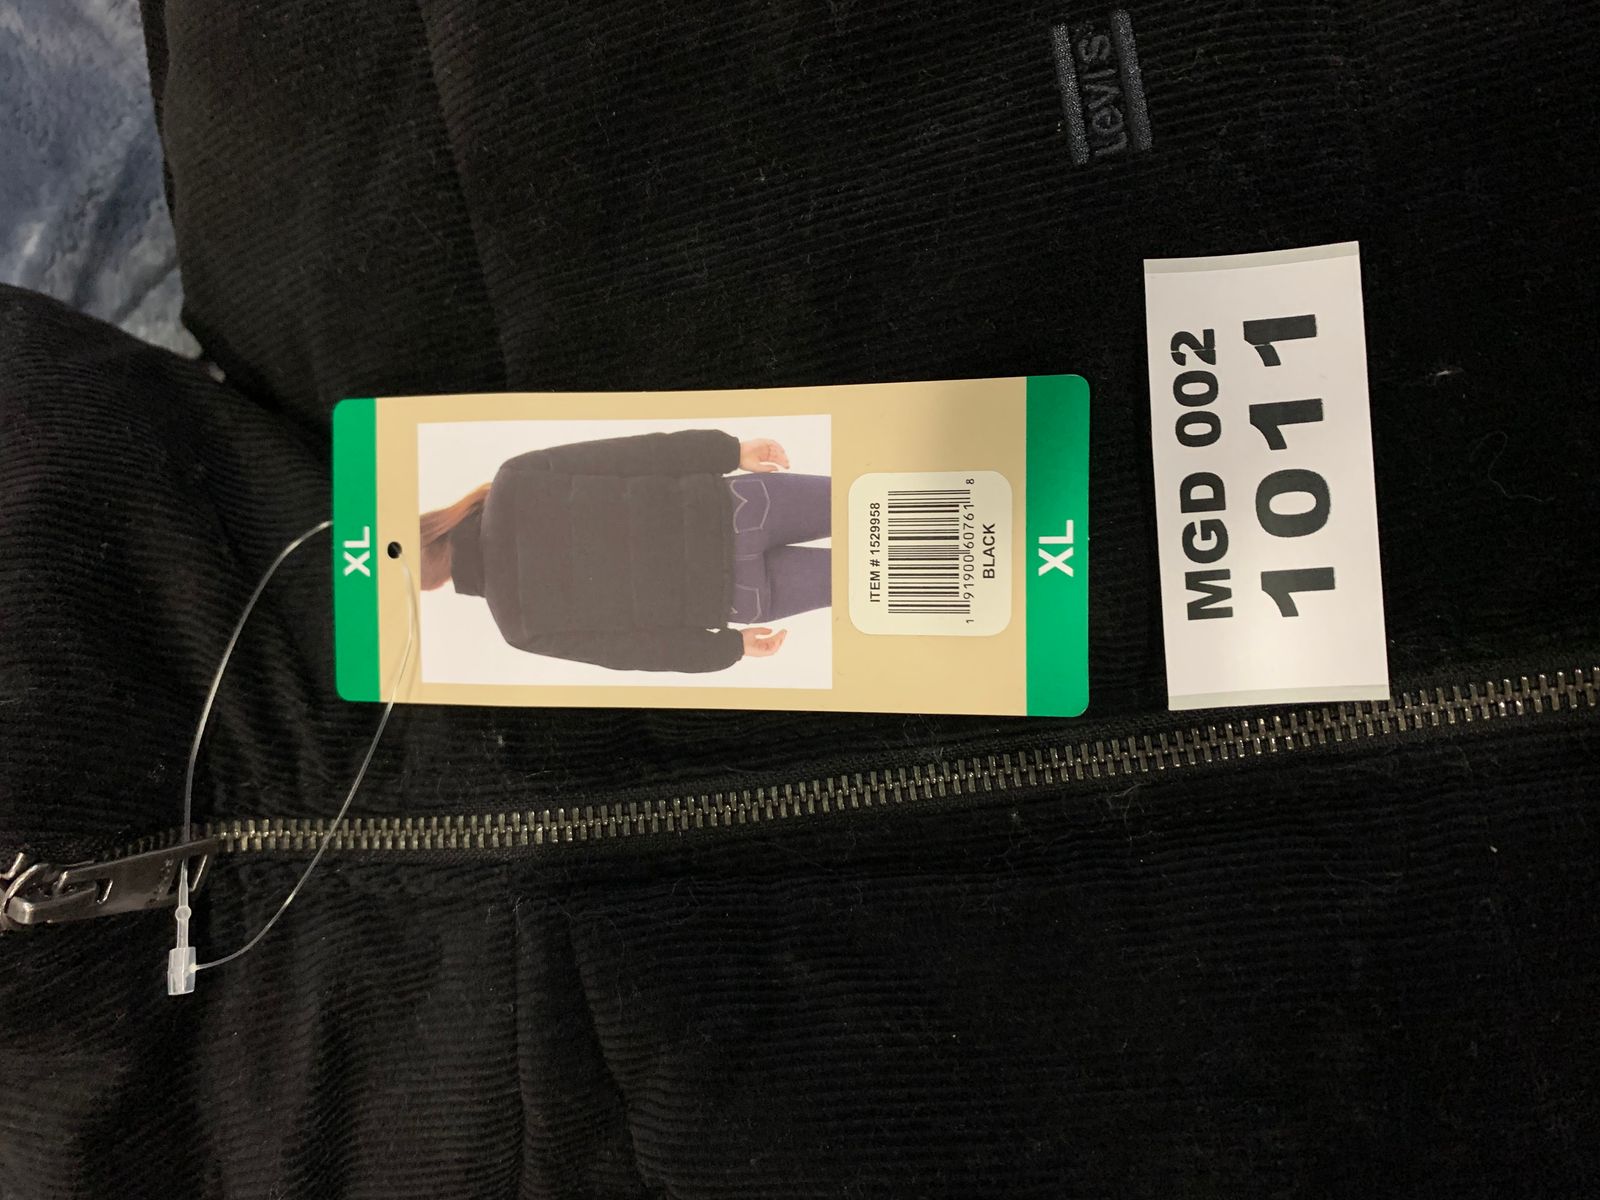 Levi's
XL
ITEM # 1529958
1 91900 60761 8
BLACK
XL
MGD 002
1011